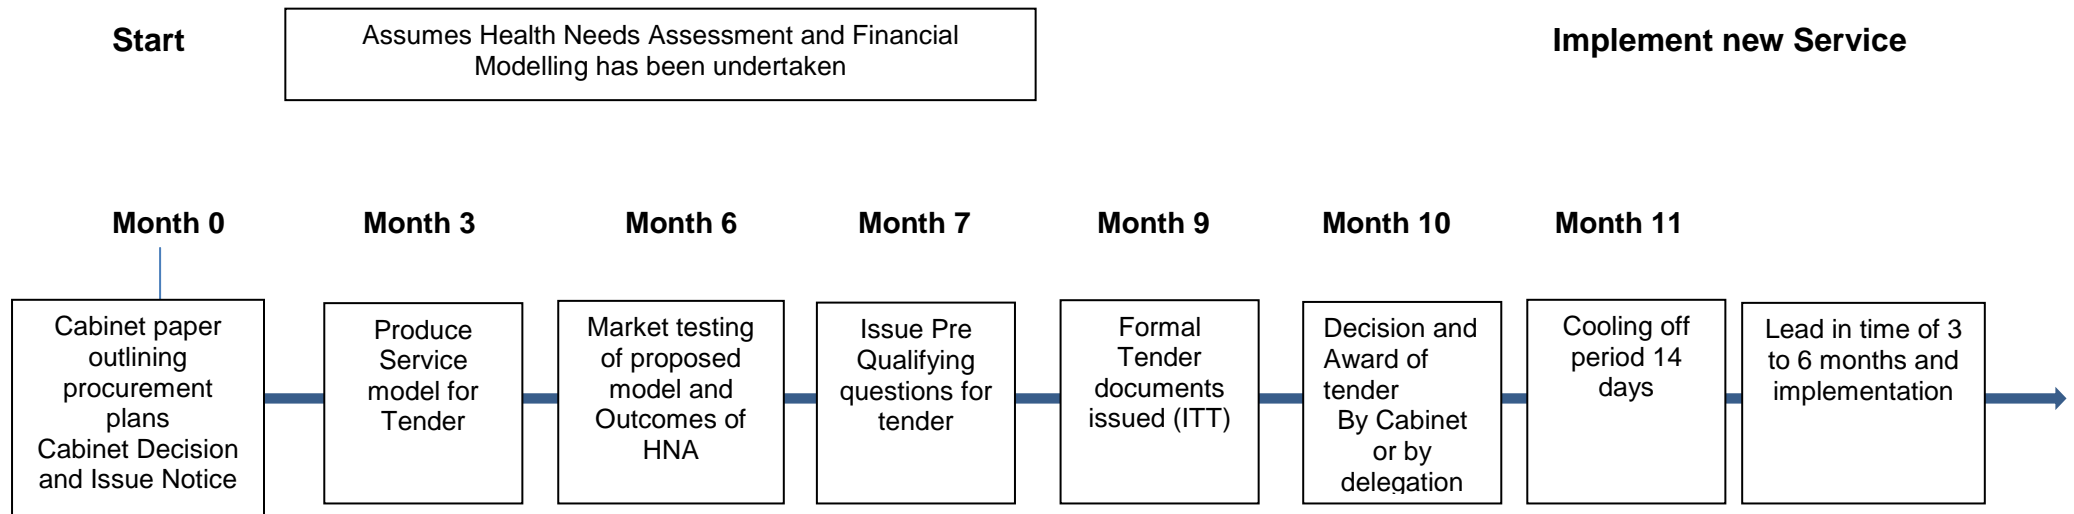 Start
Assumes Health Needs Assessment and Financial
Modelling has been undertaken
Implement new Service
Month 0
Month 3
Month 6
Month 7
Month 9
Month 10
Month 11
Cabinet paper
outlining
procurement
plans
Cabinet Decision
and Issue Notice
Produce
Service
model for
Tender
Market testing
of proposed
model and
Outcomes of
HNA
Issue Pre
Qualifying
questions for
tender
Formal
Tender
documents
issued (ITT)
Decision and
Award of
tender
By Cabinet
or by
delegation
Cooling off
period 14
days
Lead in time of 3
to 6 months and
implementation